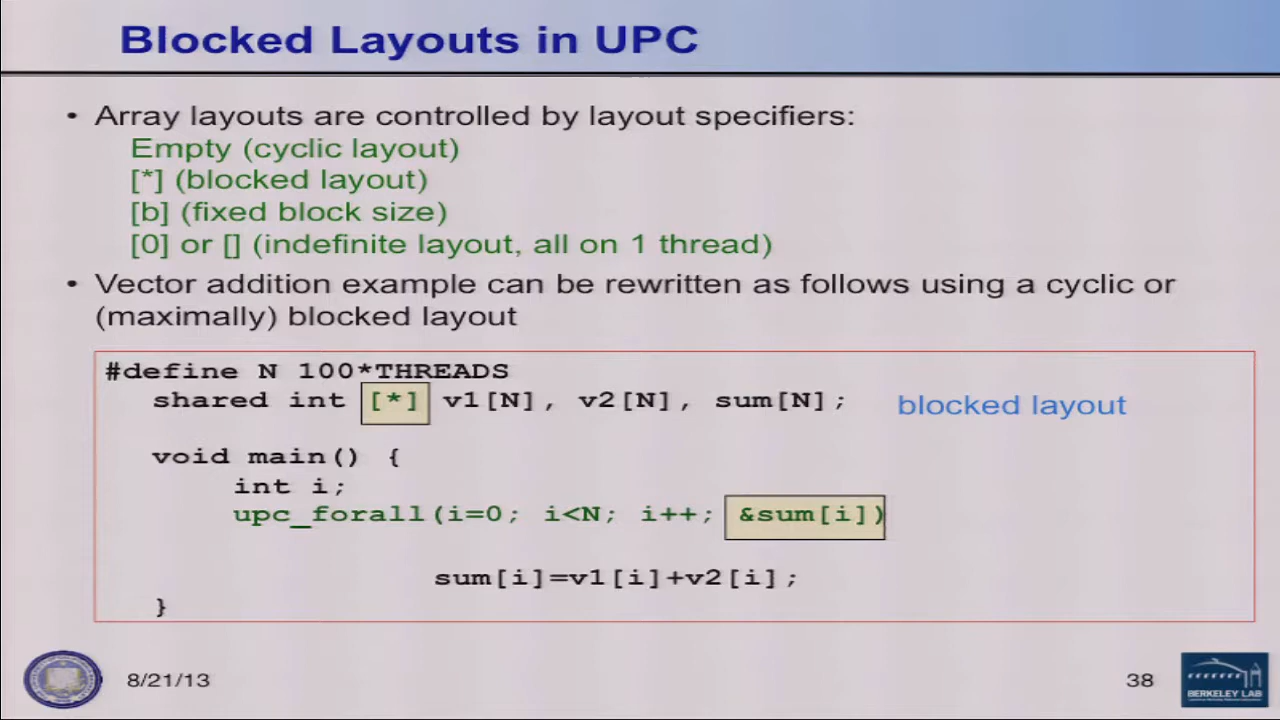 Blocked Layouts in UPC
• Array layouts are controlled by layout specifiers:
Empty (cyclic layout)
[*] (blocked layout)
[b] (fixed block size)
[0] or [] (indefinite layout, all on 1 thread)
• Vector addition example can be rewritten as follows using a cyclic or
(maximally) blocked layout
#define N 100*THREADS
shared int [*] v1[N], v2[N], sum[N]; blocked layout
void main() {
int i;
upc_forall(i=0; i<N; i++; &sum[i])
sum[i]=v1[i]+v2[i];
}
8/21/13
38
BERKELEY LAB